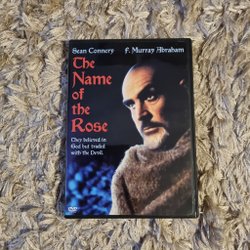 Sean Connery F. Murray Abraham
The
Name
of
the
Rose
They believed in
God but traded
with the Devil.
DVD